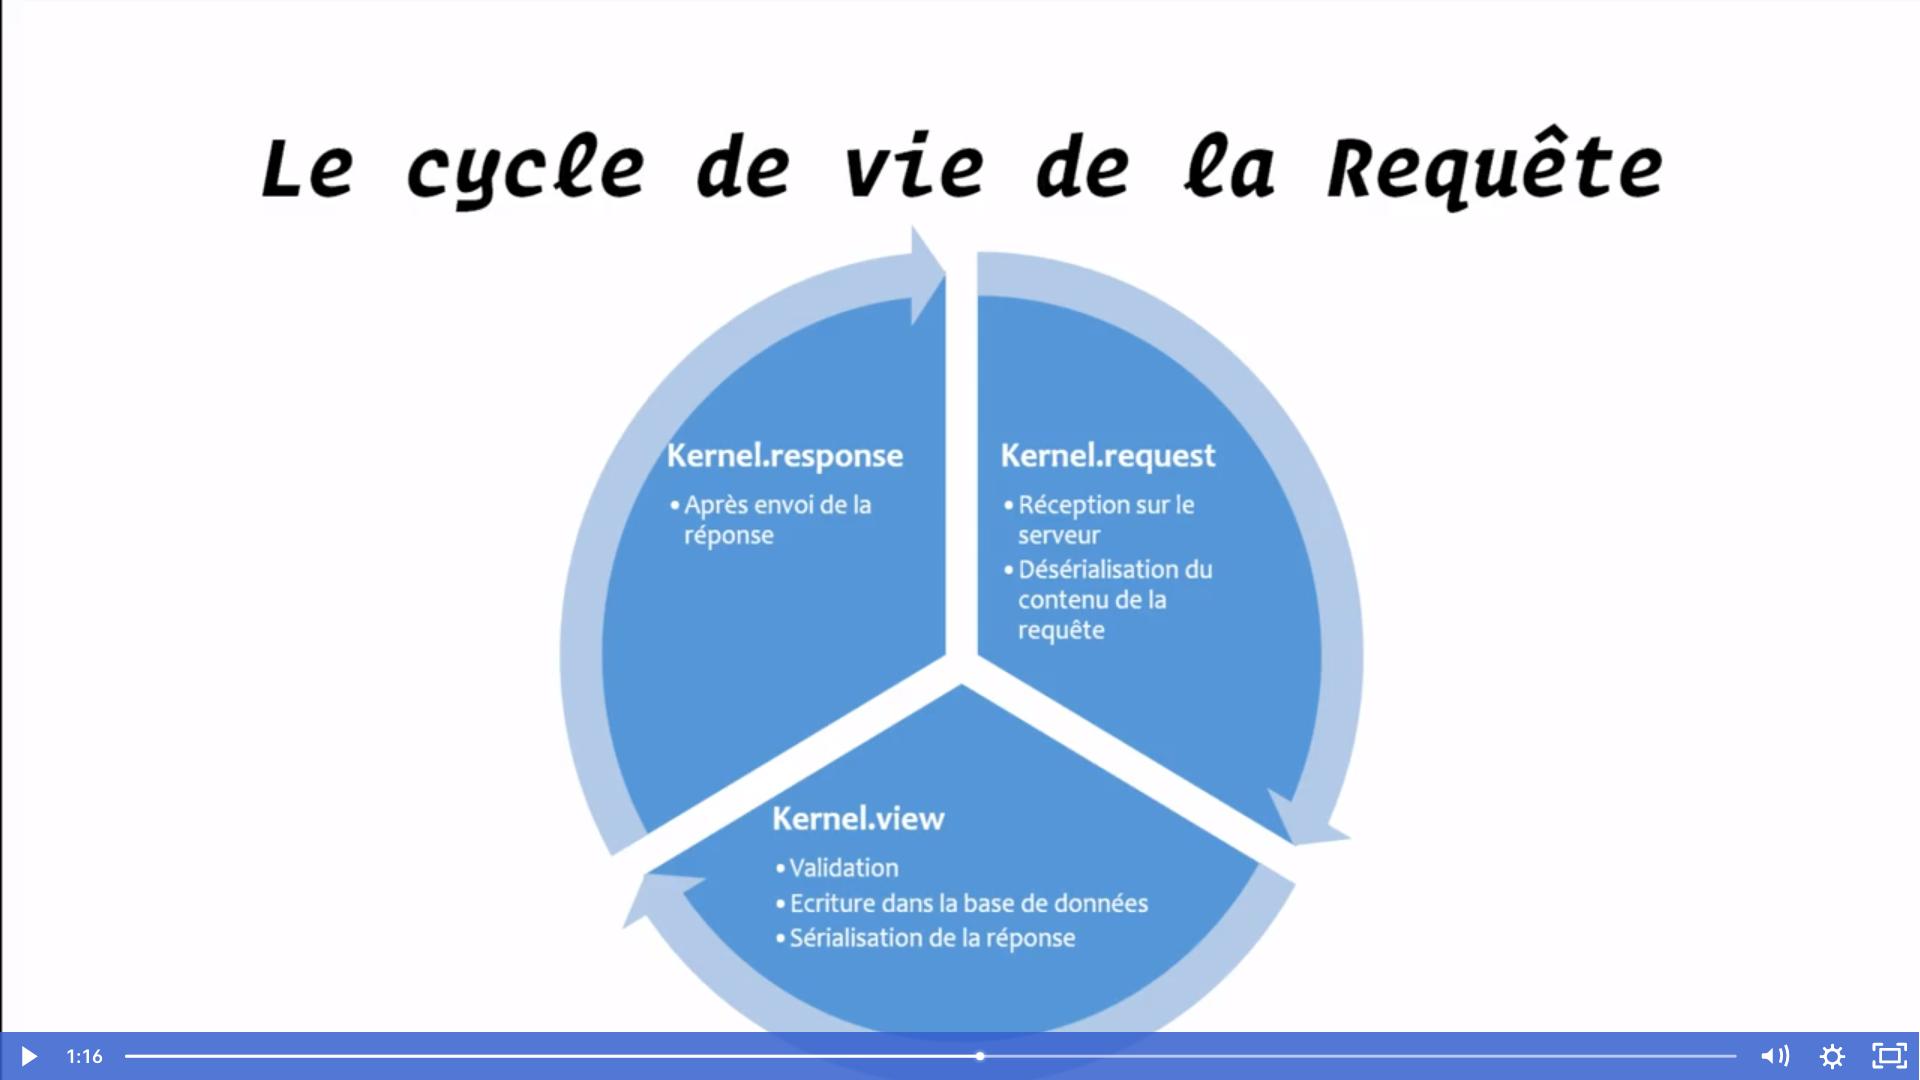 Le cycle de vie de la Requête
Kernel.response
• Après envoi de la
réponse
Kernel.request
• Réception sur le
serveur
• Désérialisation du
contenu de la
requête
Kernel.view
• Validation
• Ecriture dans la base de données
• Sérialisation de la réponse
1:16